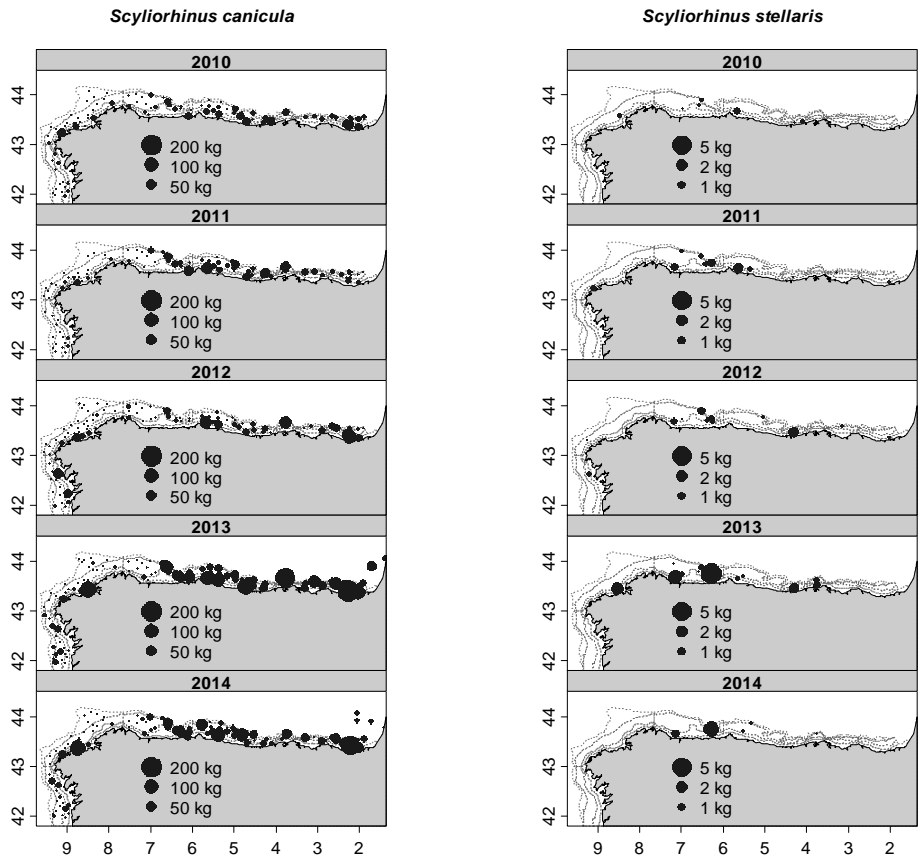 Scyliorhinus canicula
2010
44
43
42
200 kg
100 kg
50 kg
2011
44
43
42
200 kg
100 kg
50 kg
2012
44
43
42
200 kg
100 kg
50 kg
2013
44
43
42
200 kg
100 kg
50 kg
2014
44
43
42
200 kg
100 kg
50 kg
9 8 7 6 5 4 3 2
Scyliorhinus stellaris
2010
44
43
42
5 kg
2 kg
1 kg
2011
44
43
42
5 kg
2 kg
1 kg
2012
44
43
42
5 kg
2 kg
1 kg
2013
44
43
42
5 kg
2 kg
1 kg
2014
44
43
42
5 kg
2 kg
1 kg
9 8 7 6 5 4 3 2